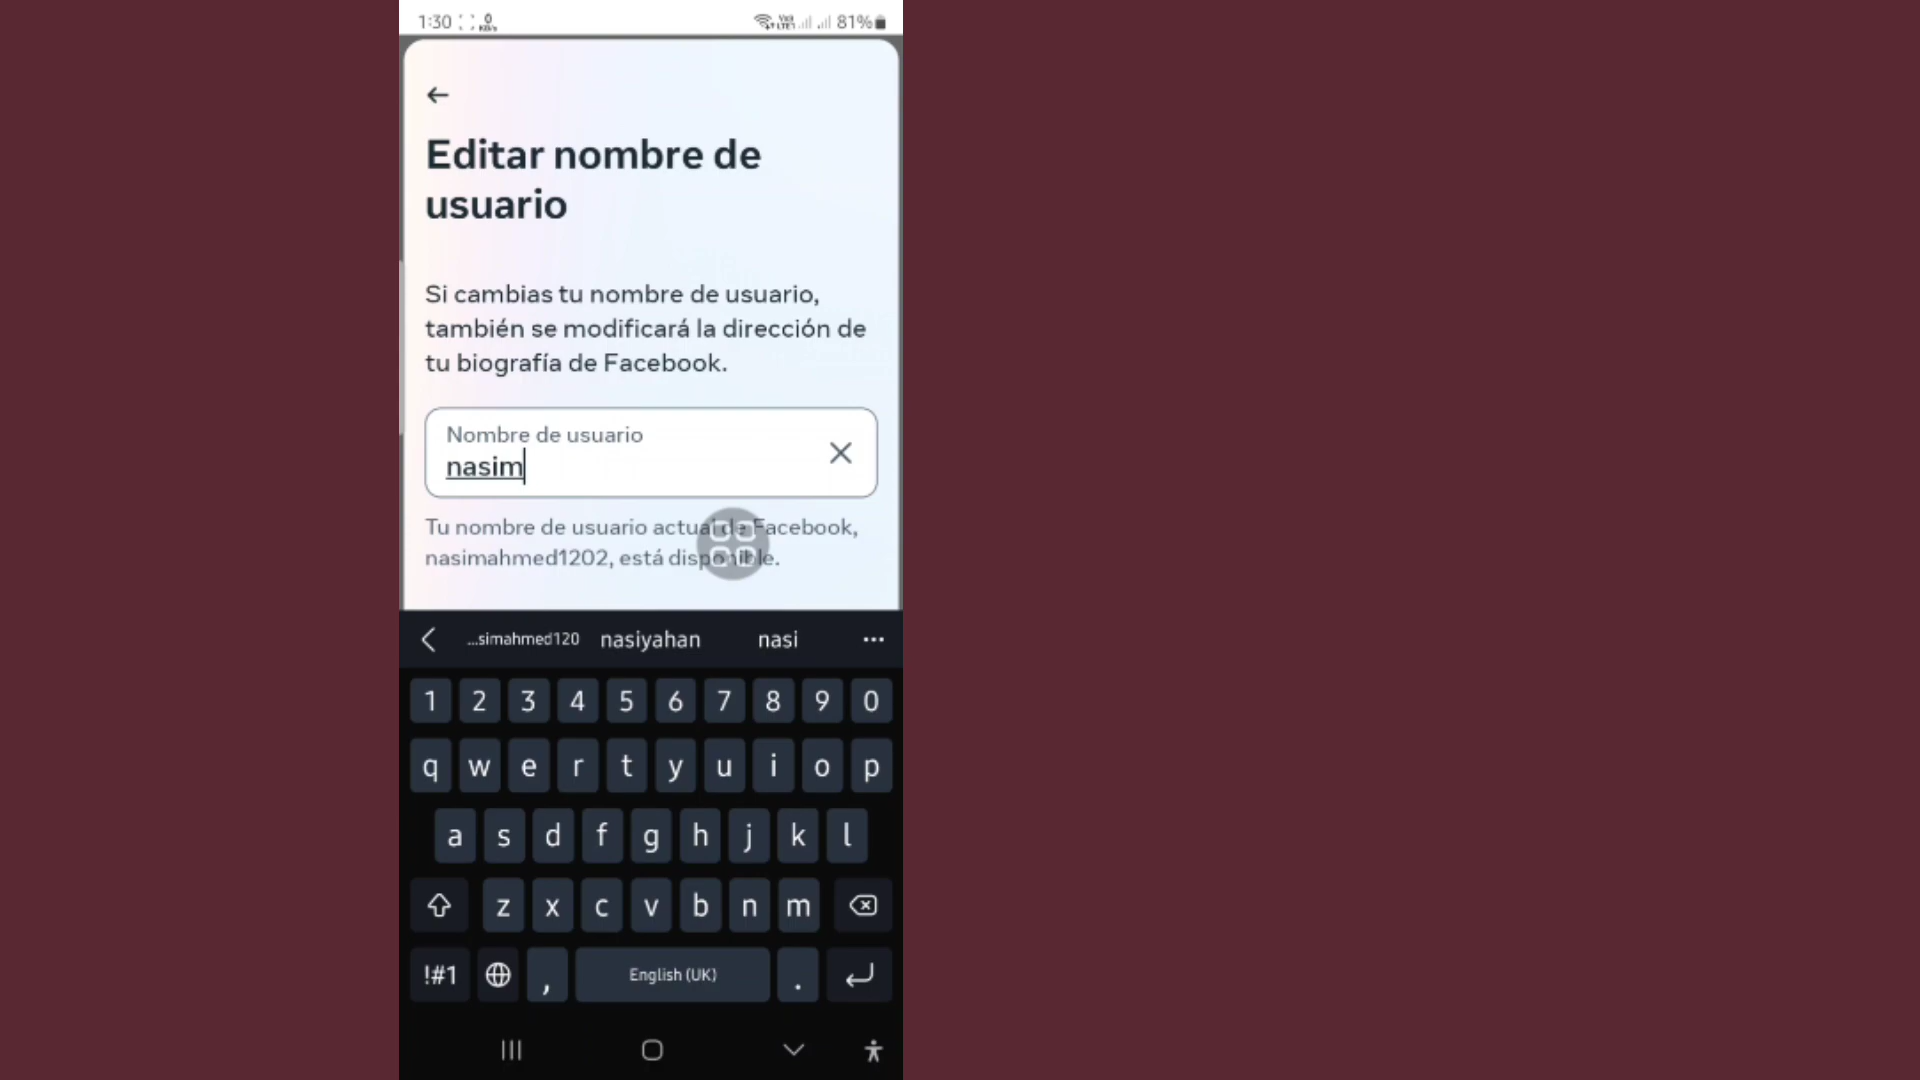 1:30 81%
Editar nombre de
usuario
Si cambias tu nombre de usuario,
también se modificará la dirección de
tu biografía de Facebook.
Nombre de usuario
nasim
Tu nombre de usuario actual de Facebook,
nasimahmed1202, está disponible.
...simahmed120 nasiyahan nasi ...
1 2 3 4 5 6 7 8 9 0
q w e r t y u i o p
a s d f g h j k l
z x c v b n m
!#1 , English (UK) .